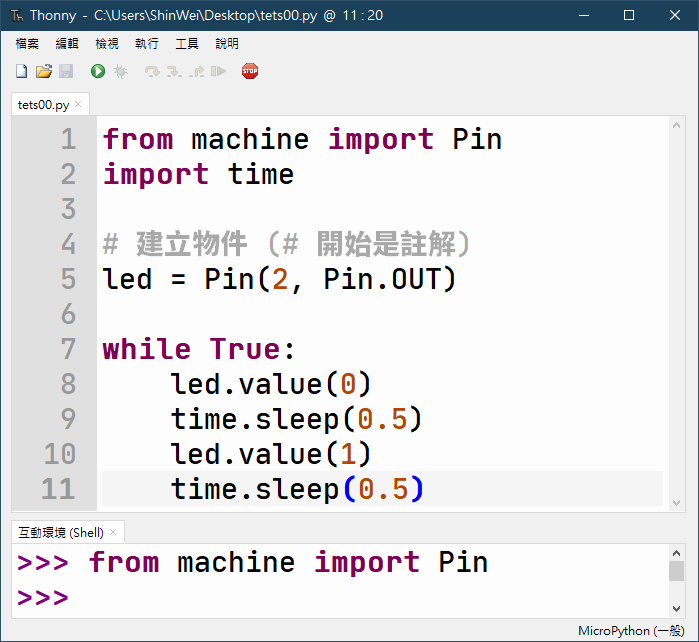 Thonny - C:\Users\ShinWei\Desktop\tets00.py @ 11:20
檔案 編輯 檢視 執行 工具 說明
STOP
tets00.py ×
1 from machine import Pin
2 import time
3
4 # 建立物件 (# 開始是註解)
5 led = Pin(2, Pin.OUT)
6
7 while True:
8     led.value(0)
9     time.sleep(0.5)
10     led.value(1)
11     time.sleep(0.5)
互動環境 (Shell) ×
>>> from machine import Pin
>>>
MicroPython (一般)